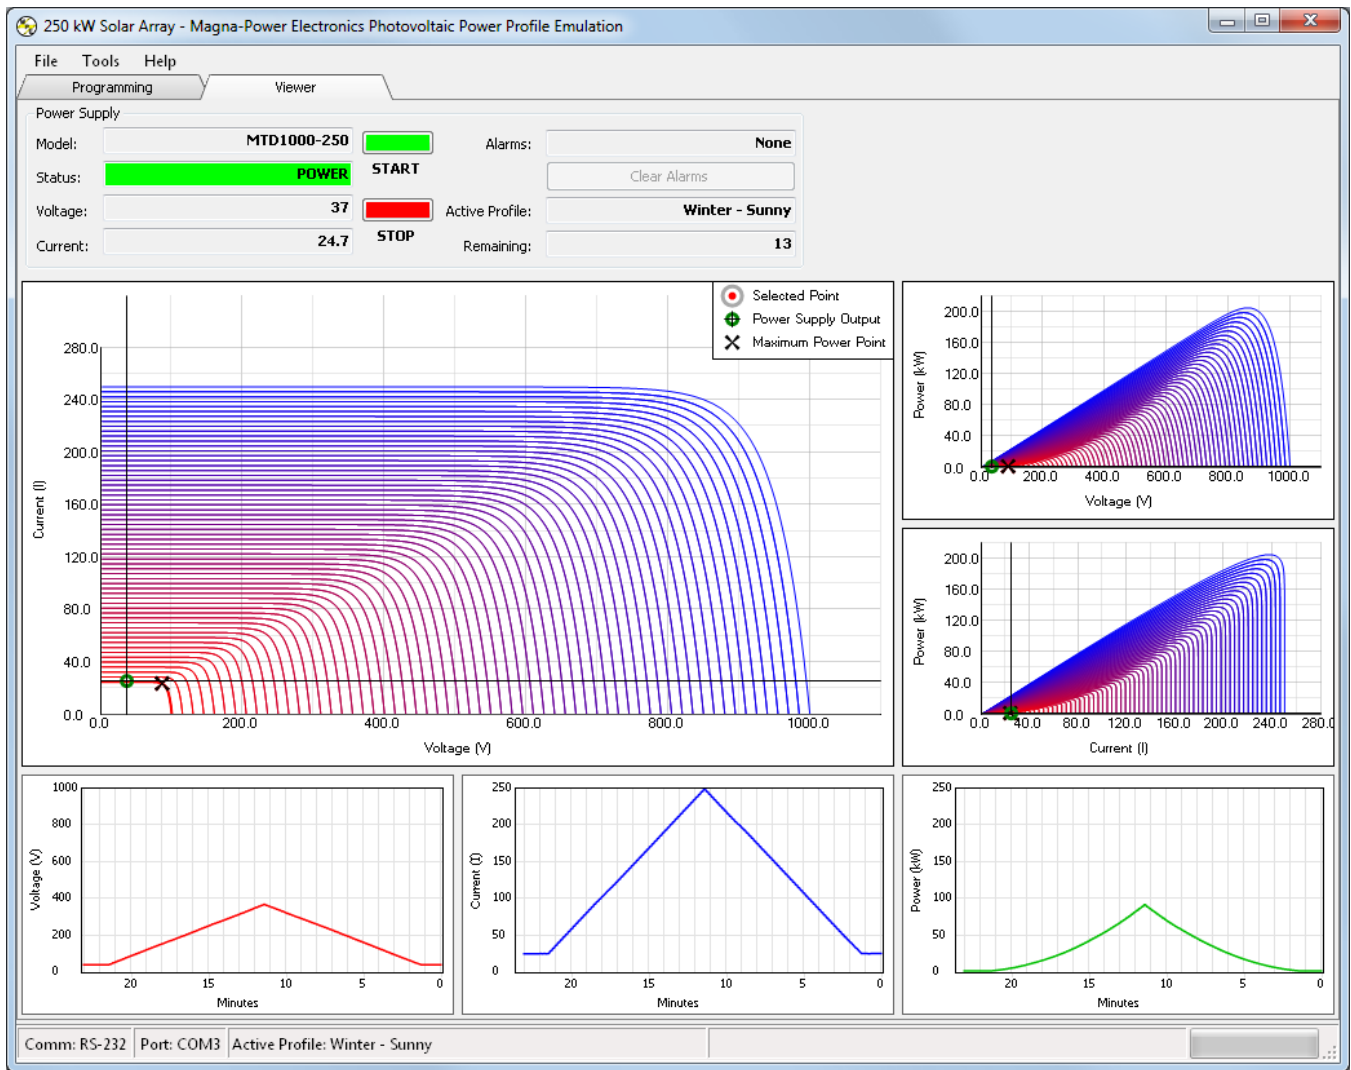 250 kW Solar Array - Magna-Power Electronics Photovoltaic Power Profile Emulation
File Tools Help
Programming Viewer
Power Supply
Model: MTD1000-250 Alarms: None
START
Status: POWER Clear Alarms
Voltage: 37 Active Profile: Winter - Sunny
STOP
Current: 24.7 Remaining: 13
Selected Point
Power Supply Output
Maximum Power Point
280.0
240.0
200.0
160.0
120.0
80.0
40.0
0.0
Current (I)
0.0 200.0 400.0 600.0 800.0 1000.0
Voltage (V)
200.0
160.0
120.0
80.0
40.0
0.0
Power (kW)
0.0 200.0 400.0 600.0 800.0 1000.0
Voltage (V)
200.0
160.0
120.0
80.0
40.0
0.0
Power (kW)
0.0 40.0 80.0 120.0 160.0 200.0 240.0 280.0
Current (I)
1000
800
600
400
200
0
Voltage (V)
20 15 10 5 0
Minutes
250
200
150
100
50
0
Current (I)
20 15 10 5 0
Minutes
250
200
150
100
50
0
Power (kW)
20 15 10 5 0
Minutes
Comm: RS-232 Port: COM3 Active Profile: Winter - Sunny